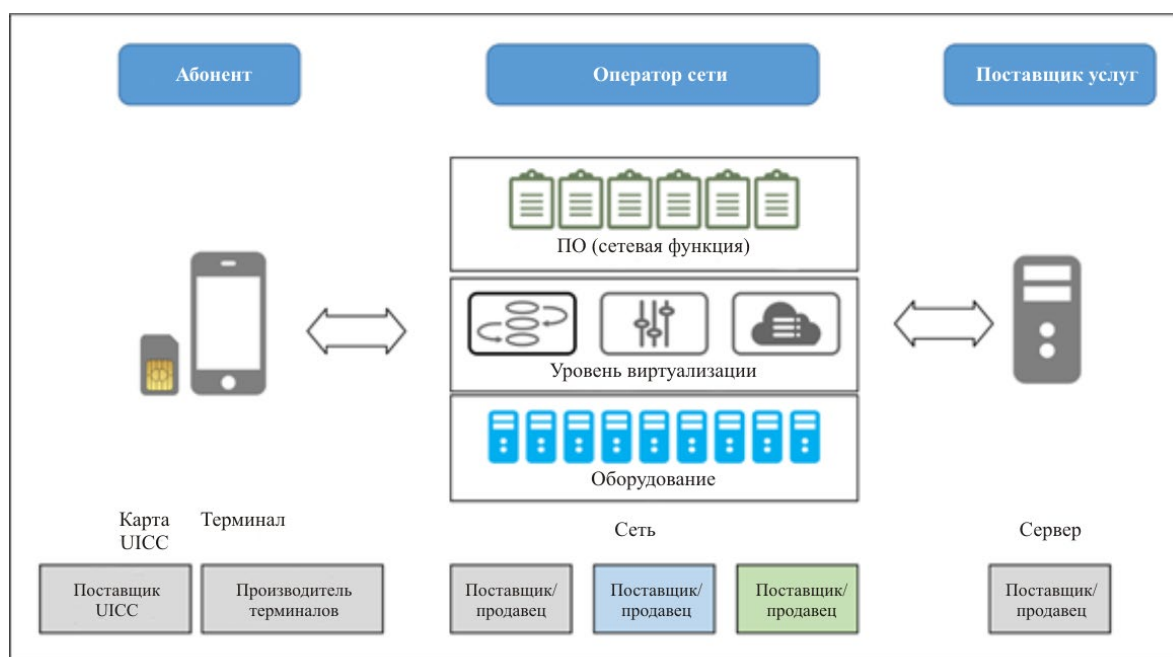 Абонент
Оператор сети
Поставщик услуг
ПО (сетевая функция)
Уровень виртуализации
Оборудование
Карта
UICC
Терминал
Сеть
Сервер
Поставщик
UICC
Производитель
терминалов
Поставщик/
продавец
Поставщик/
продавец
Поставщик/
продавец
Поставщик/
продавец